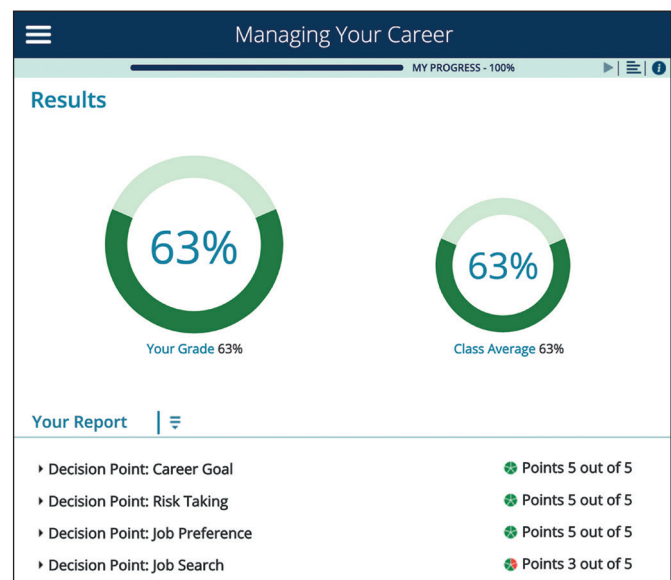 Managing Your Career
MY PROGRESS - 100%
Results
63%
63%
Your Grade 63%
Class Average 63%
Your Report
Decision Point: Career Goal Points 5 out of 5
Decision Point: Risk Taking Points 5 out of 5
Decision Point: Job Preference Points 5 out of 5
Decision Point: Job Search Points 3 out of 5